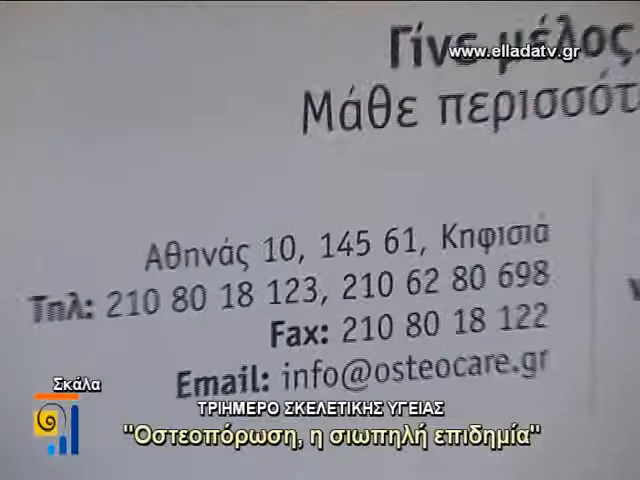 Γίνε μέλος.
www.elladatv.gr
Μάθε
Αθηνάς 10, 145 61, Κηφισιά
Τηλ: 210 80 18 123, 210 62 80 698
Fax: 210 80 18 122
Email: info@osteocare.gr
Σκάλα
ΤΡΙΗΜΕΡΟ ΣΚΕΛΕΤΙΚΗΣ ΥΓΕΙΑΣ
"Οστεοπόρωση, η σιωπηλή επιδημία"